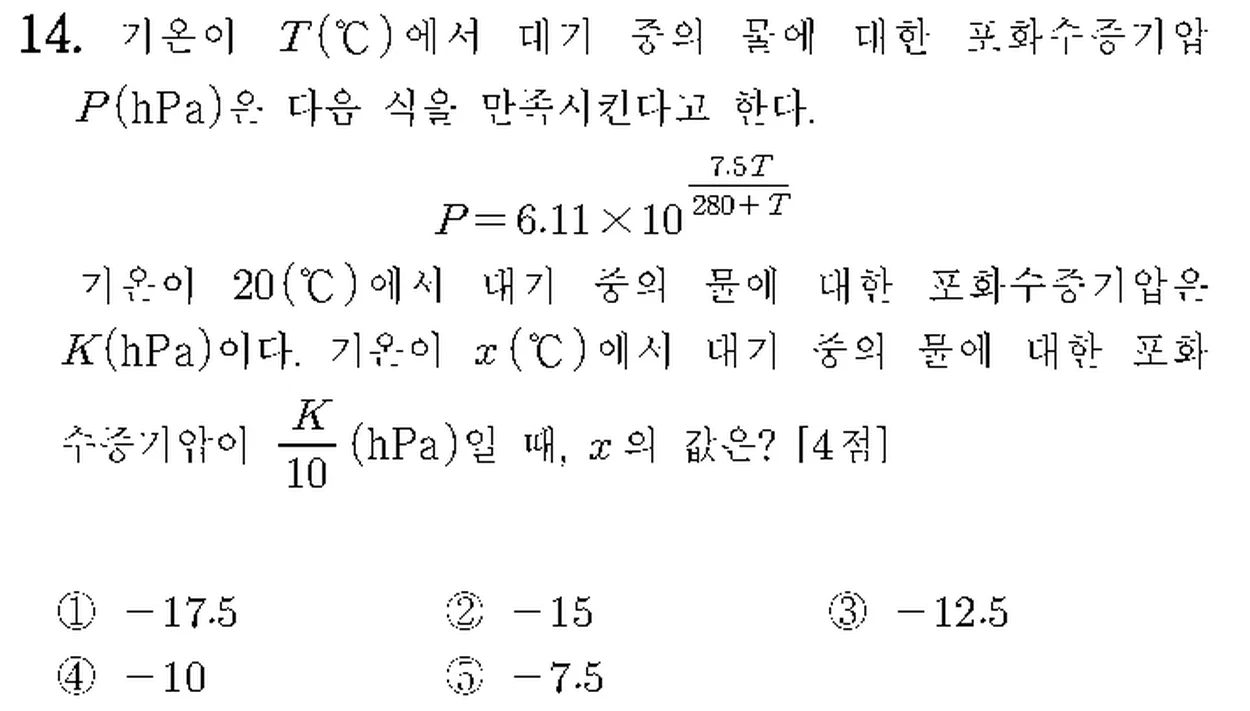 14. 기온이 T(℃)에서 대기 중의 물에 대한 포화수증기압
P(hPa)은 다음 식을 만족시킨다고 한다.
P=6.11×10^{\frac{7.5T}{280+T}}
기온이 20(℃)에서 대기 중의 물에 대한 포화수증기압은
K(hPa)이다. 기온이 x(℃)에서 대기 중의 물에 대한 포화
수증기압이 \frac{K}{10}(hPa)일 때, x의 값은? [4점]
① -17.5 ② -15 ③ -12.5
④ -10 ⑤ -7.5